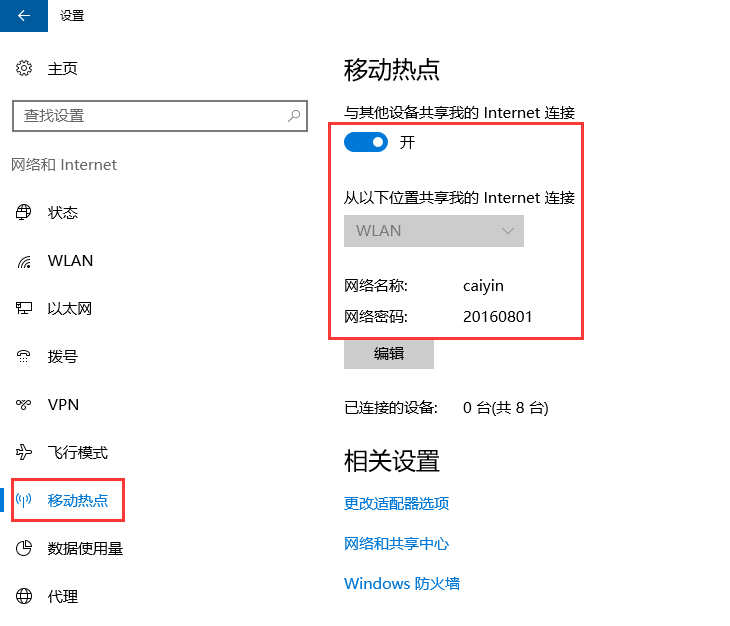 设置
主页
查找设置
网络和 Internet
状态
WLAN
以太网
拨号
VPN
飞行模式
移动热点
数据使用量
代理
移动热点
与其他设备共享我的 Internet 连接
开
从以下位置共享我的 Internet 连接
WLAN
网络名称: caiyin
网络密码: 20160801
编辑
已连接的设备: 0 台(共 8 台)
相关设置
更改适配器选项
网络和共享中心
Windows 防火墙